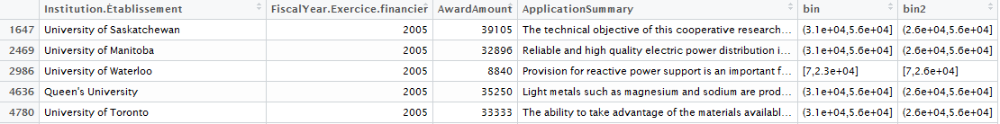 Institution.Établissement FiscalYear.Exercice.financier AwardAmount ApplicationSummary bin bin2
1647 University of Saskatchewan 2005 39105 The technical objective of this cooperative research... (3.1e+04,5.6e+04] (2.6e+04,5.6e+04]
2469 University of Manitoba 2005 32896 Reliable and high quality electric power distribution i... (3.1e+04,5.6e+04] (2.6e+04,5.6e+04]
2986 University of Waterloo 2005 8840 Provision for reactive power support is an important f... [7,2.3e+04] [7,2.6e+04]
4636 Queen's University 2005 35250 Light metals such as magnesium and sodium are prod... (3.1e+04,5.6e+04] (2.6e+04,5.6e+04]
4780 University of Toronto 2005 33333 The ability to take advantage of the materials availabl... (3.1e+04,5.6e+04] (2.6e+04,5.6e+04]